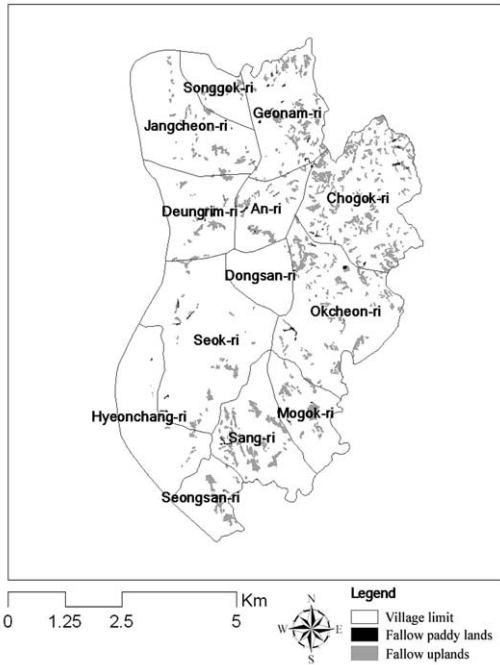 Songgok-ri
Geonam-ri
Jangcheon-ri
Chogok-ri
Deungrim-ri
An-ri
Dongsan-ri
Okcheon-ri
Seok-ri
Hyeonchang-ri
Mogok-ri
Sang-ri
Seongsan-ri
Km
0 1.25 2.5 5
N
W E
S
Legend
Village limit
Fallow paddy lands
Fallow uplands